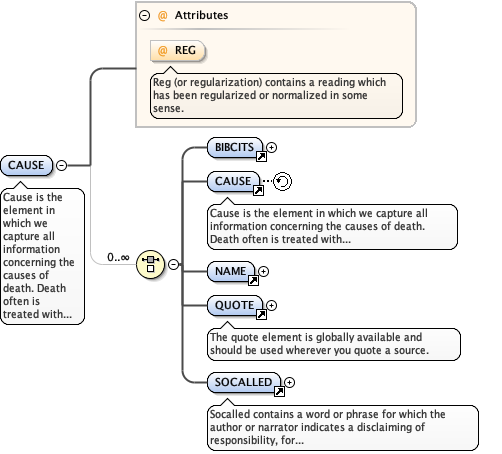 @ Attributes
@ REG
Reg (or regularization) contains a reading which
has been regularized or normalized in some
sense.
CAUSE
Cause is the
element in
which we
capture all
information
concerning the
causes of
death. Death
often is
treated with...
0..∞
BIBCITS
CAUSE
Cause is the element in which we capture all
information concerning the causes of death.
Death often is treated with...
NAME
QUOTE
The quote element is globally available and
should be used wherever you quote a source.
SOCALLED
Socalled contains a word or phrase for which the
author or narrator indicates a disclaiming of
responsibility, for...